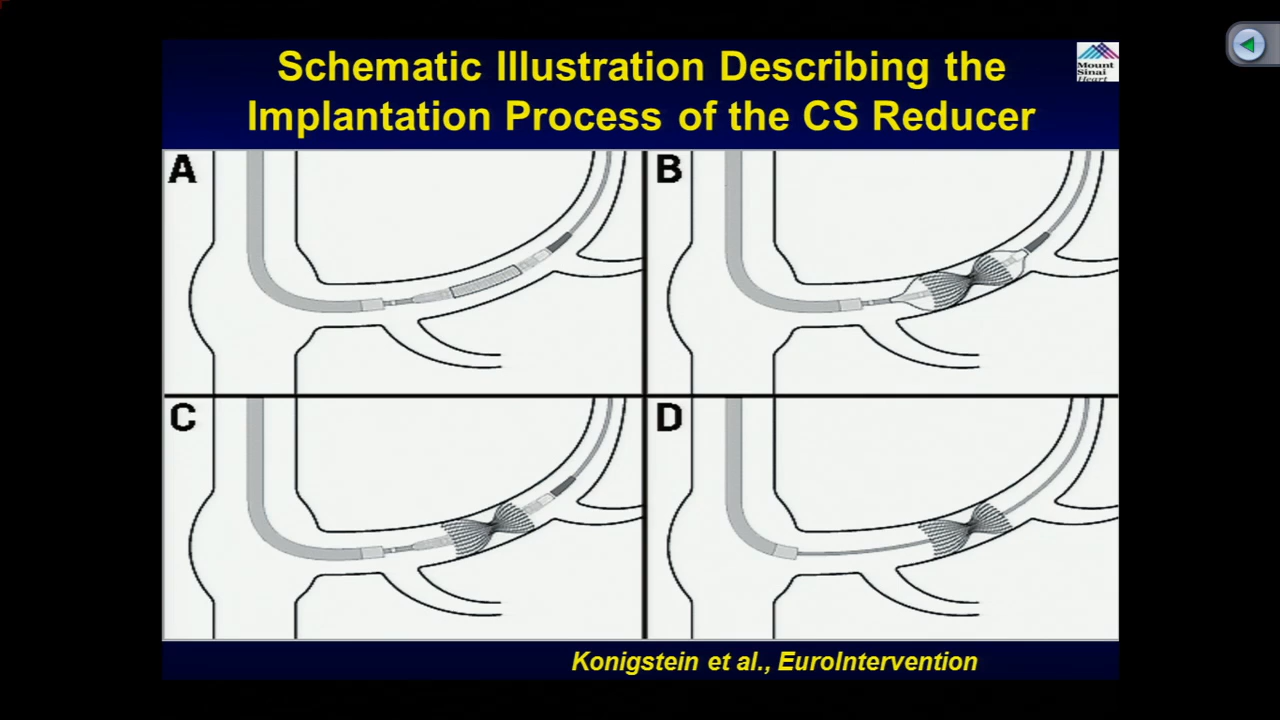 Schematic Illustration Describing the
Implantation Process of the CS Reducer
Mount
Sinai
Heart
A
B
C
D
Konigstein et al., EuroIntervention